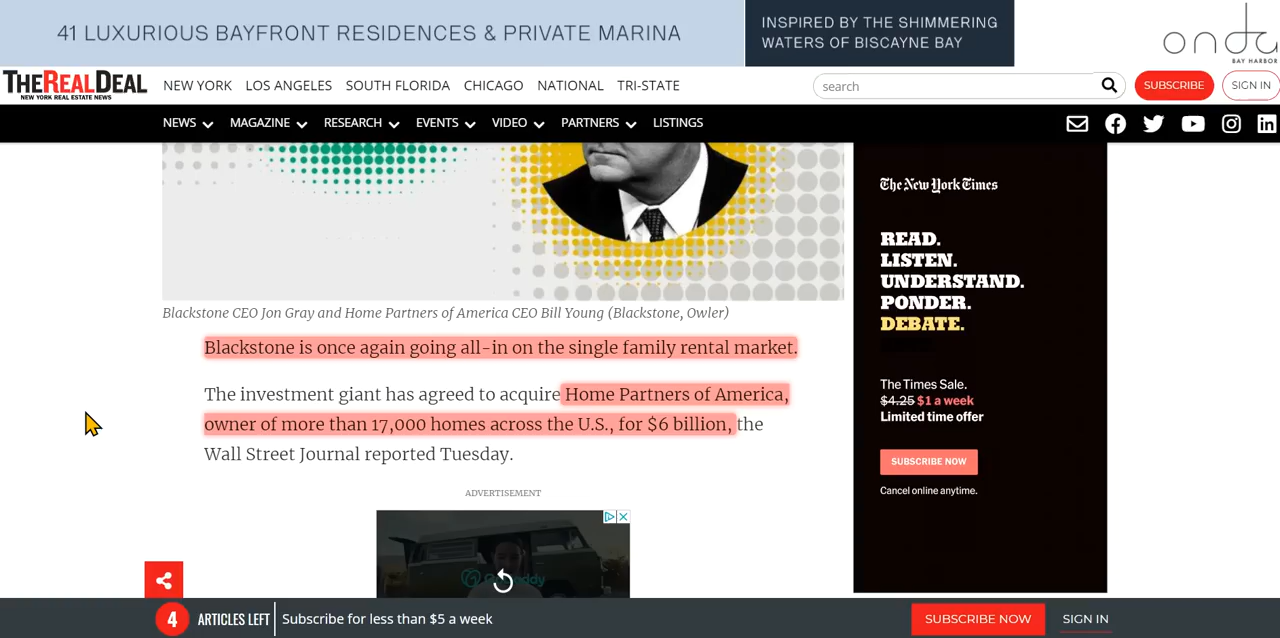 41 LUXURIOUS BAYFRONT RESIDENCES & PRIVATE MARINA
INSPIRED BY THE SHIMMERING
WATERS OF BISCAYNE BAY
onda
BAY HARBOR
THE REAL DEAL
NEW YORK REAL ESTATE NEWS
NEW YORK LOS ANGELES SOUTH FLORIDA CHICAGO NATIONAL TRI-STATE
search
SUBSCRIBE
SIGN IN
NEWS MAGAZINE RESEARCH EVENTS VIDEO PARTNERS LISTINGS
Blackstone CEO Jon Gray and Home Partners of America CEO Bill Young (Blackstone, Owler)
Blackstone is once again going all-in on the single family rental market.
The investment giant has agreed to acquire Home Partners of America,
owner of more than 17,000 homes across the U.S., for $6 billion, the
Wall Street Journal reported Tuesday.
ADVERTISEMENT
The New York Times
READ.
LISTEN.
UNDERSTAND.
PONDER.
DEBATE.
The Times Sale.
$4.25 $1 a week
Limited time offer
SUBSCRIBE NOW
Cancel online anytime.
4 ARTICLES LEFT Subscribe for less than $5 a week
SUBSCRIBE NOW
SIGN IN